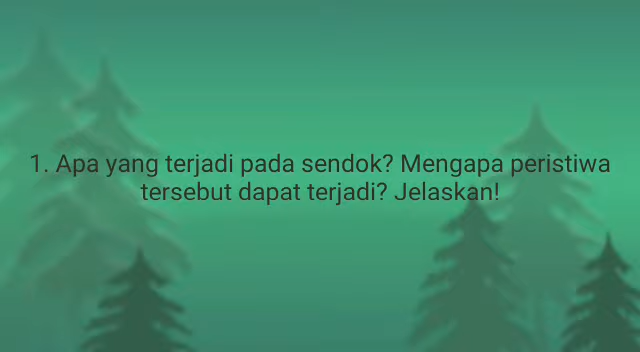 1. Apa yang terjadi pada sendok? Mengapa peristiwa
tersebut dapat terjadi? Jelaskan!